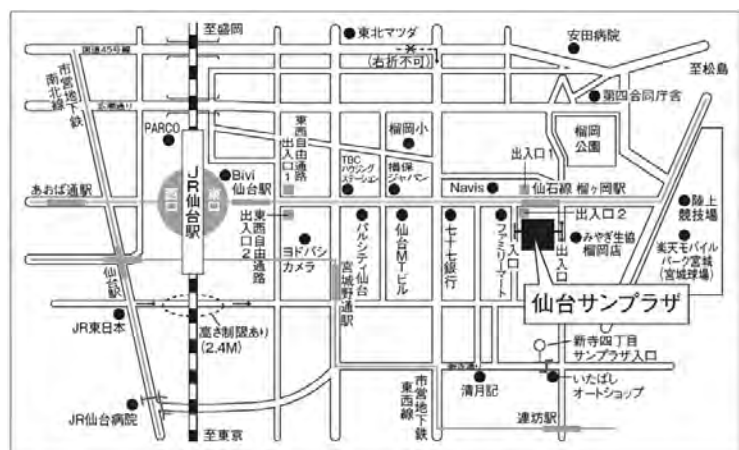 至盛岡
東北マツダ
安田病院
国道45号線
(右折不可)
至松島
市営地下鉄
南北線
広瀬通り
第四合同庁舎
PARCO
東西自由通路
出入口1
榴岡小
榴岡
公園
TBC
ハウジング
ステーション
損保
ジャパン
出入口1
Bivi
仙台駅
Navis
仙石線 榴ヶ岡駅
あおば通駅
西口
JR仙台駅
東口
陸上
競技場
出入口2
東西自由通路
出入口2
ヨドバシ
カメラ
パルシティ仙台
仙台MTビル
七十七銀行
ファミリーマート
入口
出入口
みやぎ生協
榴岡店
楽天モバイル
パーク宮城
(宮城球場)
仙台駅
宮城野通駅
仙台サンプラザ
JR東日本
高さ制限あり
(2.4M)
新寺四丁目
サンプラザ入口
新寺通り
清月記
いたばし
オートショップ
JR仙台病院
市営地下鉄
東西線
連坊駅
至東京